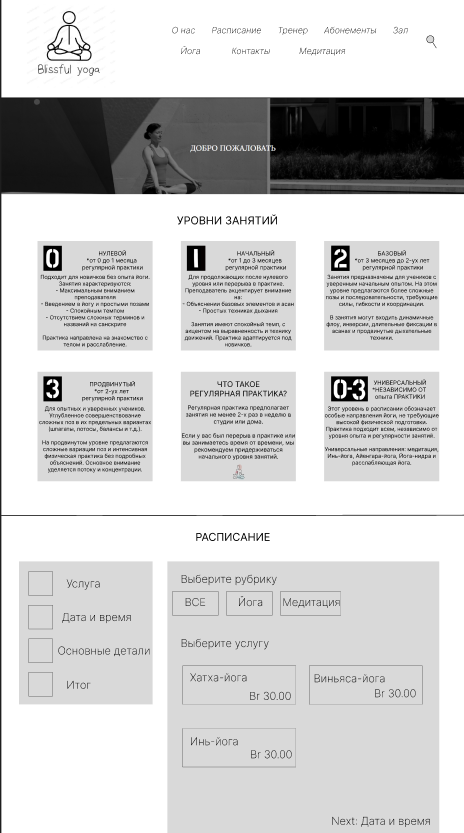 О нас Расписание Тренер Абонементы Зал
Йога Контакты Медитация
Blissful yoga
ДОБРО ПОЖАЛОВАТЬ
УРОВНИ ЗАНЯТИЙ
0
НУЛЕВОЙ
*от 0 до 1 месяца
регулярной практики
Подходит для новичков без опыта йоги.
Занятия характеризуются:
- Максимальным вниманием
преподавателя
- Введением в йогу и простыми позами
- Спокойным темпом
- Отсутствием сложных терминов и
названий на санскрите
Практика направлена на знакомство с
телом и расслабление.
1
НАЧАЛЬНЫЙ
*от 1 до 3 месяцев
регулярной практики
Для продолжающих после нулевого
уровня или перерыва в практике.
Преподаватель акцентирует внимание
на:
- Объяснении базовых элементов и асан
- Простых техниках дыхания
Занятия имеют спокойный темп, с
акцентом на выравненность и технику
движений. Практика адаптируется под
новичков.
2
БАЗОВЫЙ
*от 3 месяцев до 2-ух лет
регулярной практики
Занятия предназначены для учеников с
уверенным начальным опытом. На этом
уровне предлагаются более сложные
позы и последовательности, требующие
силы, гибкости и координации.
В занятия могут входить динамичные
флоу, инверсии, длительные фиксации в
асанах и продвинутые дыхательные
техники.
3
ПРОДВИНУТЫЙ
*от 2-ух лет
регулярной практики
Для опытных и уверенных учеников.
Углубленное совершенствование
сложных поз в их предельных вариантах
(шпагаты, лотосы, балансы и т.д.).
На продвинутом уровне предлагаются
сложные вариации поз и интенсивная
физическая практика без подробных
объяснений. Основное внимание
уделяется потоку и концентрации.
ЧТО ТАКОЕ
РЕГУЛЯРНАЯ ПРАКТИКА?
Регулярная практика предполагает
занятия не менее 2-х раз в неделю в
студии или дома.
Если у вас был перерыв в практике или
вы занимаетесь время от времени, мы
рекомендуем придерживаться
начального уровня занятий.
0-3
УНИВЕРСАЛЬНЫЙ
*НЕЗАВИСИМО ОТ
опыта ПРАКТИКИ
Этот уровень в расписании обозначает
особые направления йоги, не требующие
высокой физической подготовки.
Практика подходит всем, независимо от
уровня опыта и регулярности занятий.
Универсальные направления: медитация,
Инь-йога, Айенгара-йога, Йога-нидра и
расслабляющая йога.
РАСПИСАНИЕ
Услуга
Дата и время
Основные детали
Итог
Выберите рубрику
ВСЕ Йога Медитация
Выберите услугу
Хатха-йога
Br 30.00
Виньяса-йога
Br 30.00
Инь-йога
Br 30.00
Next: Дата и время